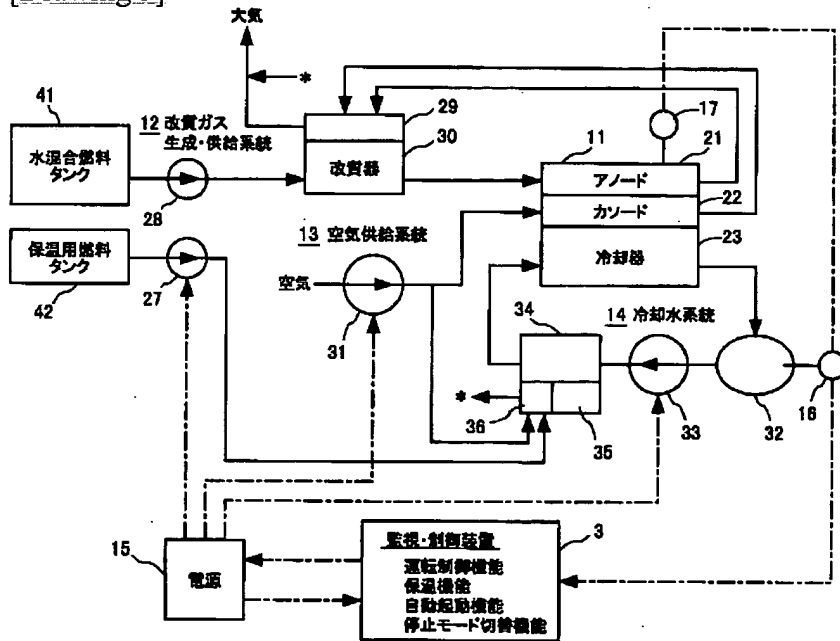 大気
*
41
12 改質ガス
生成・供給系統
29
30
17
21
11
水混合燃料
タンク
改質器
アノード
22
28
カソード
23
13 空気供給系統
冷却器
保温用燃料
タンク
27
空気
42
31
34
14 冷却水系統
*
36
35
33
32
16
15
監視・制御装置
3
電源
運転制御機能
保温機能
自動起動機能
停止モード切替機能